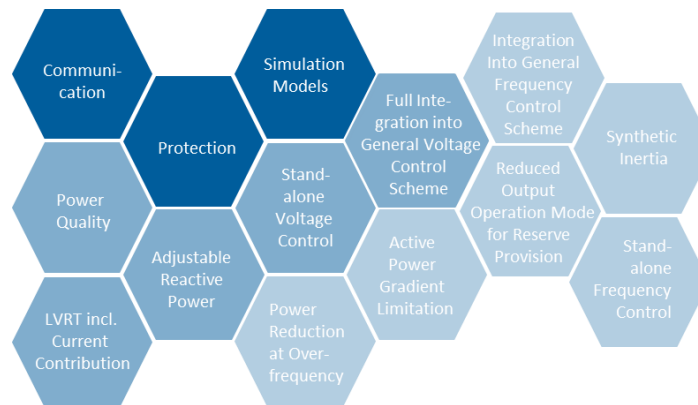 Communi-
cation
Power
Quality
LVRT incl.
Current
Contribution
Protection
Adjustable
Reactive
Power
Simulation
Models
Stand-
alone
Voltage
Control
Power
Reduction
at Over-
frequency
Full Inte-
gration into
General Voltage
Control
Scheme
Active
Power
Gradient
Limitation
Integration
Into General
Frequency
Control
Scheme
Reduced
Output
Operation Mode
for Reserve
Provision
Synthetic
Inertia
Stand-
alone
Frequency
Control